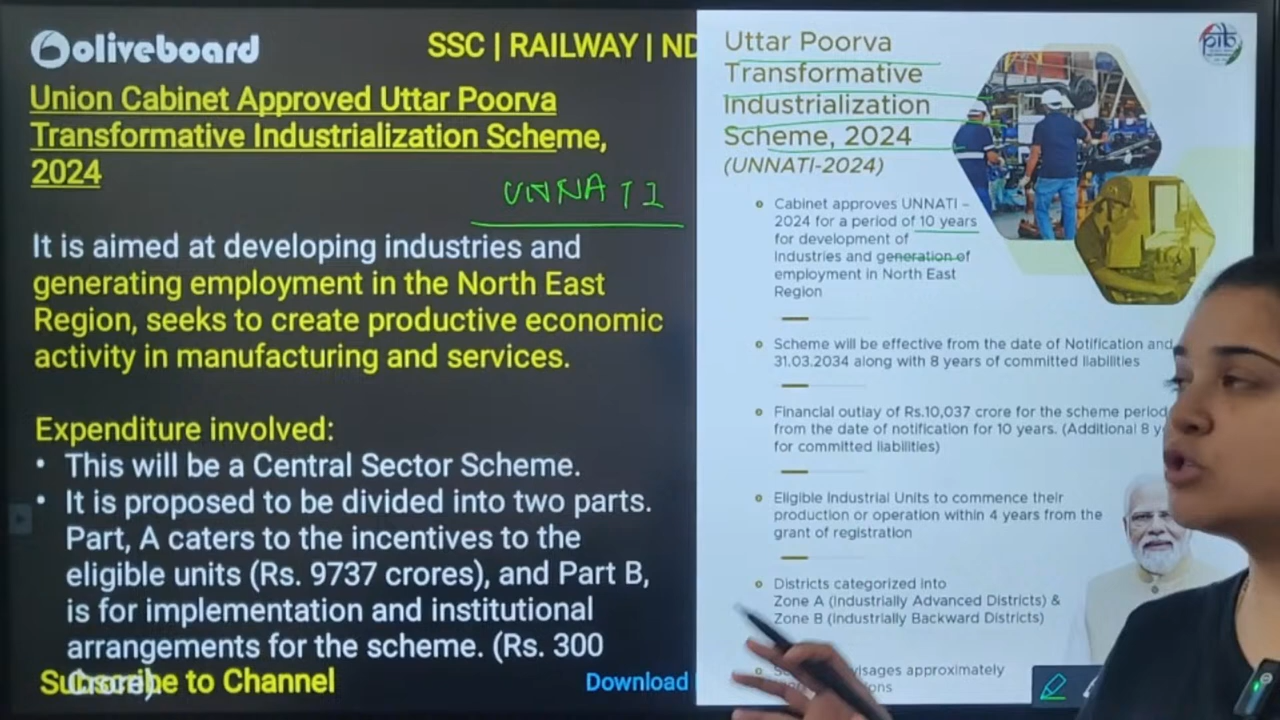 oliveboard
SSC | RAILWAY | ND
Union Cabinet Approved Uttar Poorva
Transformative Industrialization Scheme,
2024
UNNATI
It is aimed at developing industries and
generating employment in the North East
Region, seeks to create productive economic
activity in manufacturing and services.
Expenditure involved:
• This will be a Central Sector Scheme.
• It is proposed to be divided into two parts.
Part, A caters to the incentives to the
eligible units (Rs. 9737 crores), and Part B,
is for implementation and institutional
arrangements for the scheme. (Rs. 300
Crore).
Subscribe to Channel
Download
Uttar Poorva
Transformative
Industrialization
Scheme, 2024
(UNNATI-2024)
pib
Cabinet approves UNNATI –
2024 for a period of 10 years
for development of
Industries and generation of
employment in North East
Region
Scheme will be effective from the date of Notification and
31.03.2034 along with 8 years of committed liabilities
Financial outlay of Rs.10,037 crore for the scheme period
from the date of notification for 10 years. (Additional 8
for committed liabilities)
Eligible Industrial Units to commence their
production or operation within 4 years from the
grant of registration
Districts categorized into
Zone A (Industrially Advanced Districts) &
Zone B (Industrially Backward Districts)
approximately